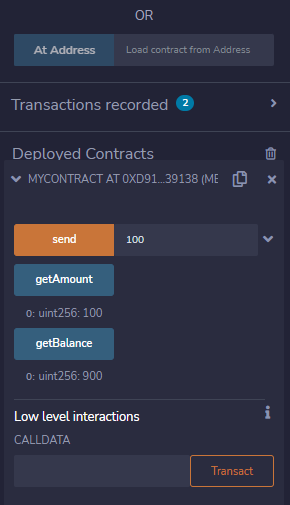 OR
At Address
Load contract from Address
Transactions recorded 2
Deployed Contracts
MYCONTRACT AT 0XD91...39138 (ME
send
100
getAmount
0: uint256: 100
getBalance
0: uint256: 900
Low level interactions
CALLDATA
Transact